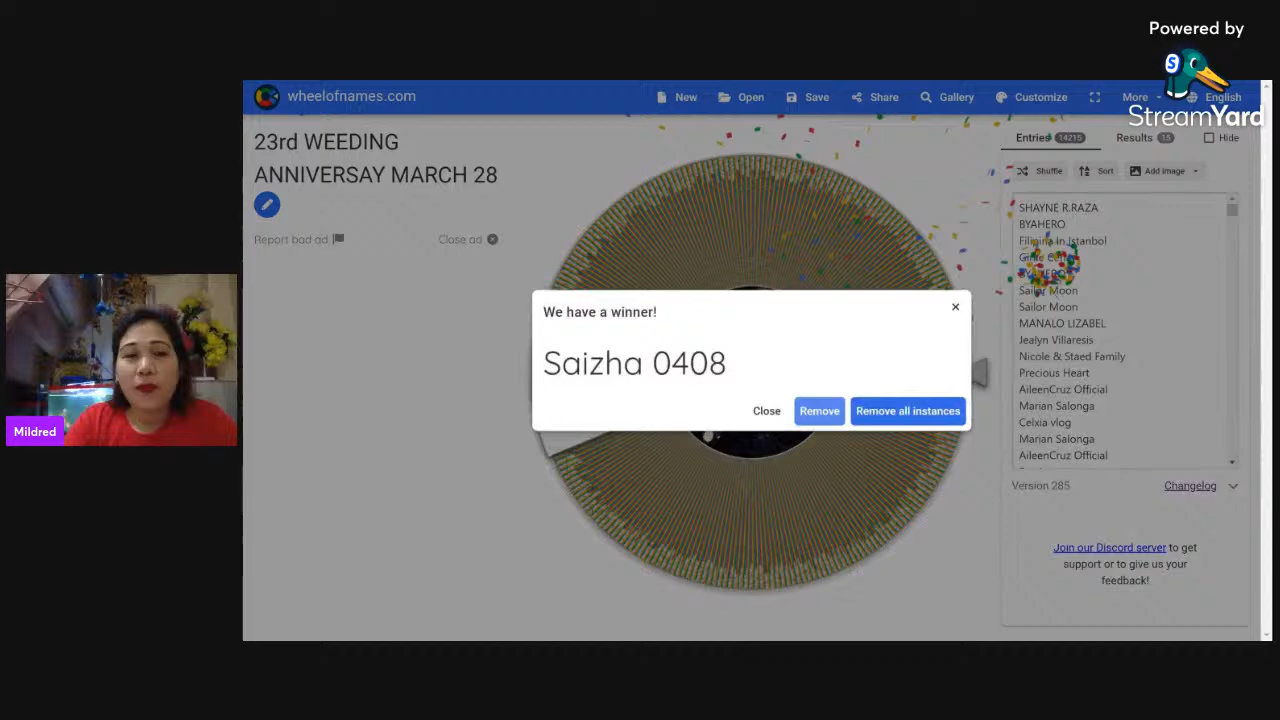 Powered by
StreamYard
wheelofnames.com
New
Open
Save
Share
Gallery
Customize
More
English
23rd WEEDING
ANNIVERSAY MARCH 28
Report bad ad
Close ad
Entries 14215
Results 15
Hide
Shuffle
Sort
Add image
SHAYNE R.RAZA
BYAHERO
Filipina in Istanbol
BYAHERO
Sailor Moon
Sailor Moon
MANALO LIZABEL
Jealyn Villaresis
Nicole & Staed Family
Precious Heart
AileenCruz Official
Marian Salonga
Celxia vlog
Marian Salonga
AileenCruz Official
We have a winner!
Saizha 0408
Close
Remove
Remove all instances
Mildred
Version 285
Changelog
Join our Discord server to get
support or to give us your
feedback!